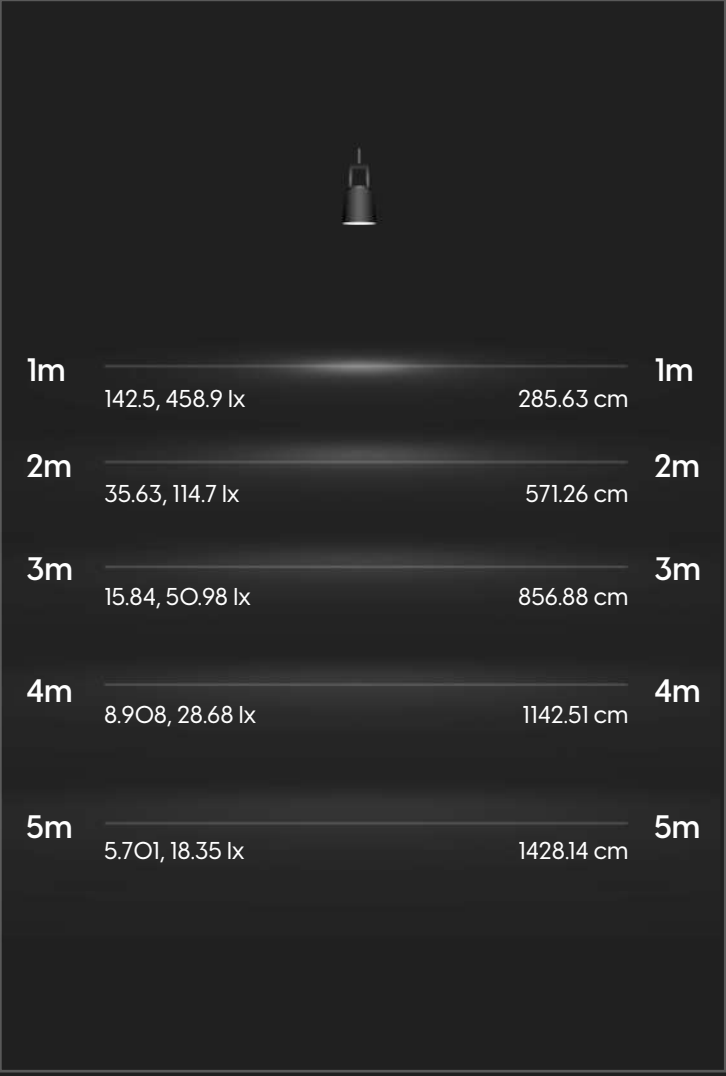 1m 1m
142.5, 458.9 lx 285.63 cm
2m 2m
35.63, 114.7 lx 571.26 cm
3m 3m
15.84, 50.98 lx 856.88 cm
4m 4m
8.908, 28.68 lx 1142.51 cm
5m 5m
5.701, 18.35 lx 1428.14 cm